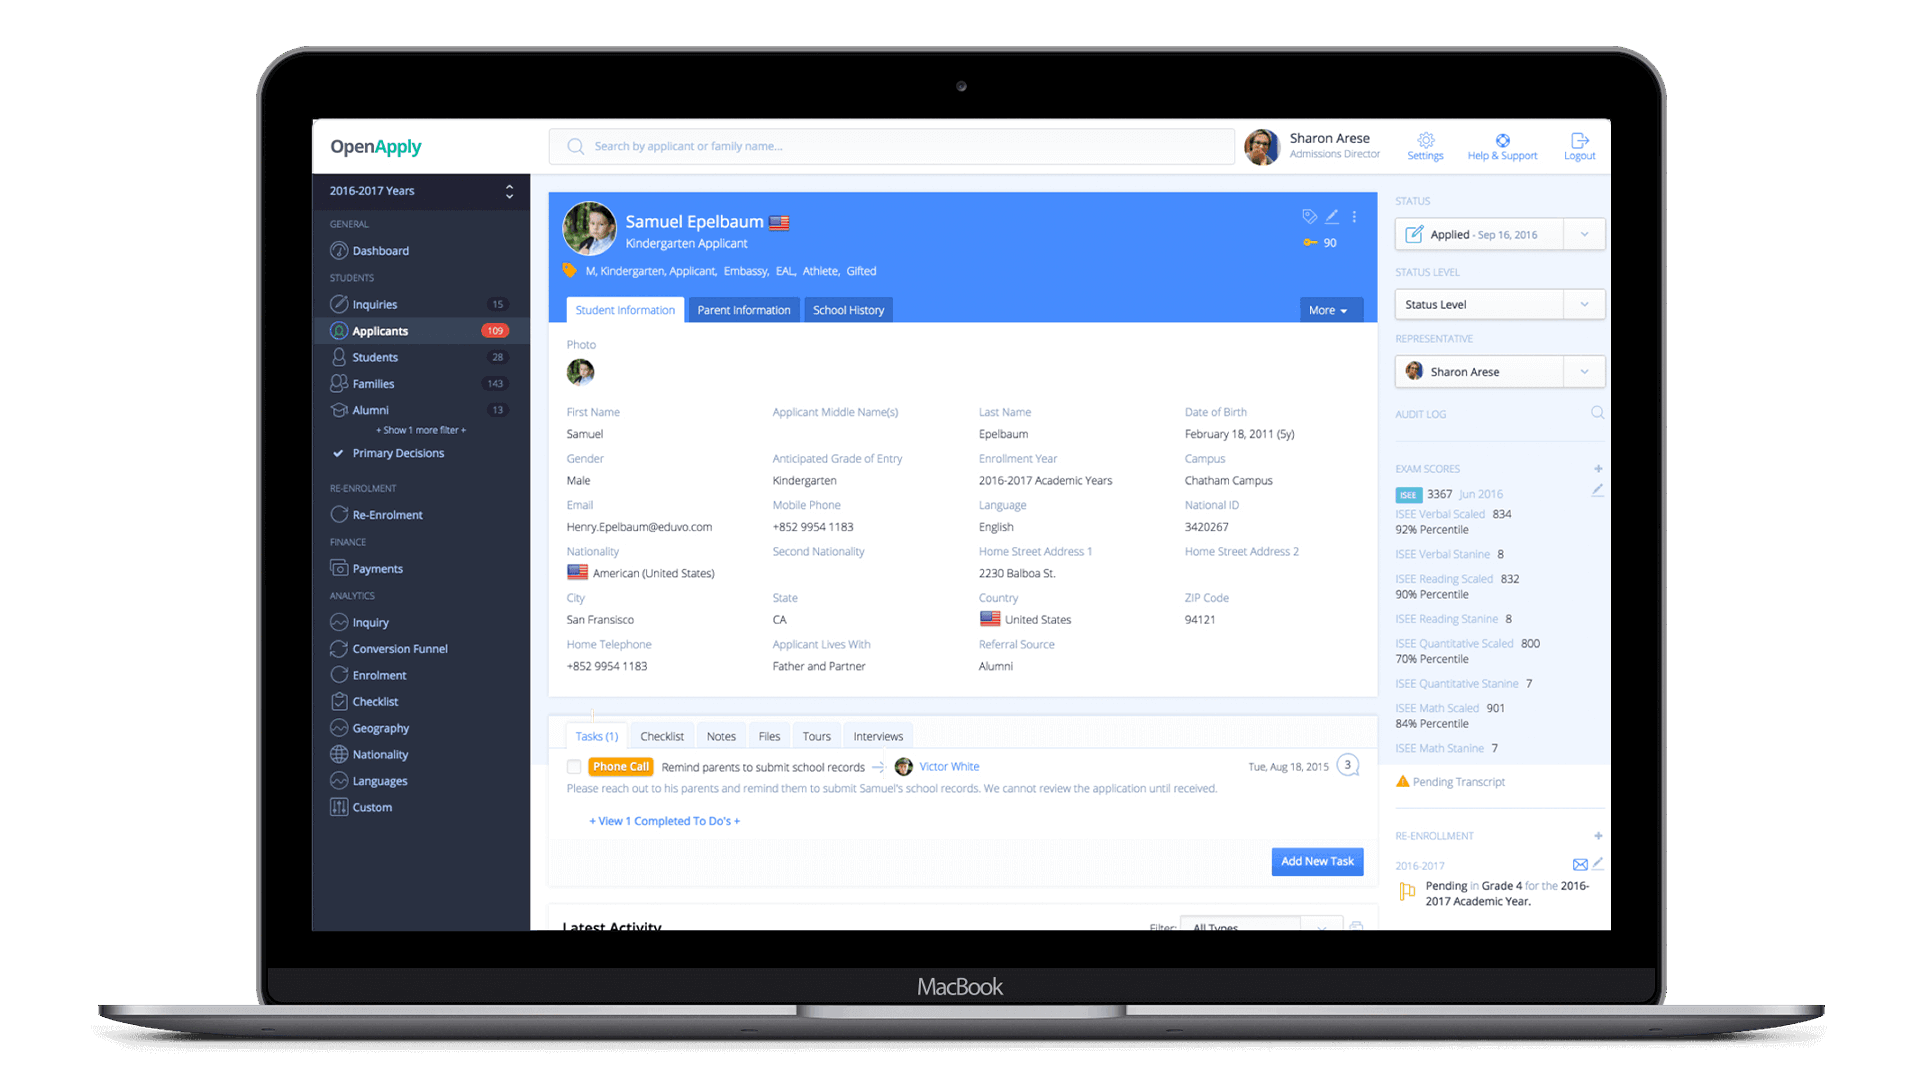 OpenApply
Search by applicant or family name...
Sharon Arese
Admissions Director
Settings
Help & Support
Logout
2016-2017 Years
GENERAL
Dashboard
STUDENTS
Inquiries 15
Applicants 109
Students 28
Families 143
Alumni 13
+ Show 1 more filter +
Primary Decisions
RE-ENROLMENT
Re-Enrolment
FINANCE
Payments
ANALYTICS
Inquiry
Conversion Funnel
Enrolment
Checklist
Geography
Nationality
Languages
Custom
Samuel Epelbaum
Kindergarten Applicant
90
M, Kindergarten, Applicant, Embassy, EAL, Athlete, Gifted
Student Information Parent Information School History More
Photo
First Name Applicant Middle Name(s) Last Name Date of Birth
Samuel Epelbaum February 18, 2011 (5y)
Gender Anticipated Grade of Entry Enrollment Year Campus
Male Kindergarten 2016-2017 Academic Years Chatham Campus
Email Mobile Phone Language National ID
Henry.Epelbaum@eduvo.com +852 9954 1183 English 3420267
Nationality Second Nationality Home Street Address 1 Home Street Address 2
American (United States) 2230 Balboa St.
City State Country ZIP Code
San Fransisco CA United States 94121
Home Telephone Applicant Lives With Referral Source
+852 9954 1183 Father and Partner Alumni
Tasks (1) Checklist Notes Files Tours Interviews
Phone Call Remind parents to submit school records Victor White Tue, Aug 18, 2015 3
Please reach out to his parents and remind them to submit Samuel's school records. We cannot review the application until received.
+ View 1 Completed To Do's +
Add New Task
Latest Activity Filter: All Types
STATUS
Applied - Sep 16, 2016
STATUS LEVEL
Status Level
REPRESENTATIVE
Sharon Arese
AUDIT LOG
EXAM SCORES +
ISEE 3367 Jun 2016
ISEE Verbal Scaled 834
92% Percentile
ISEE Verbal Stanine 8
ISEE Reading Scaled 832
90% Percentile
ISEE Reading Stanine 8
ISEE Quantitative Scaled 800
70% Percentile
ISEE Quantitative Stanine 7
ISEE Math Scaled 901
84% Percentile
ISEE Math Stanine 7
Pending Transcript
RE-ENROLLMENT +
2016-2017
Pending in Grade 4 for the 2016-
2017 Academic Year.
MacBook